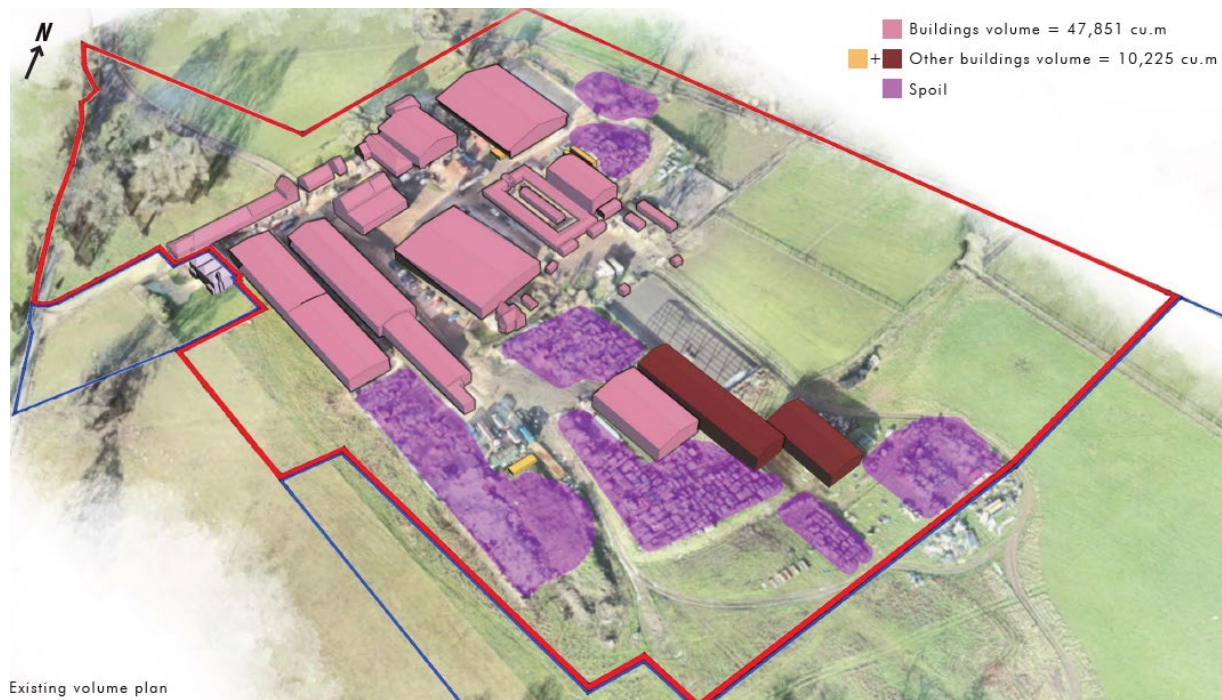 N
Buildings volume = 47,851 cu.m
+ Other buildings volume = 10,225 cu.m
Spoil
Existing volume plan